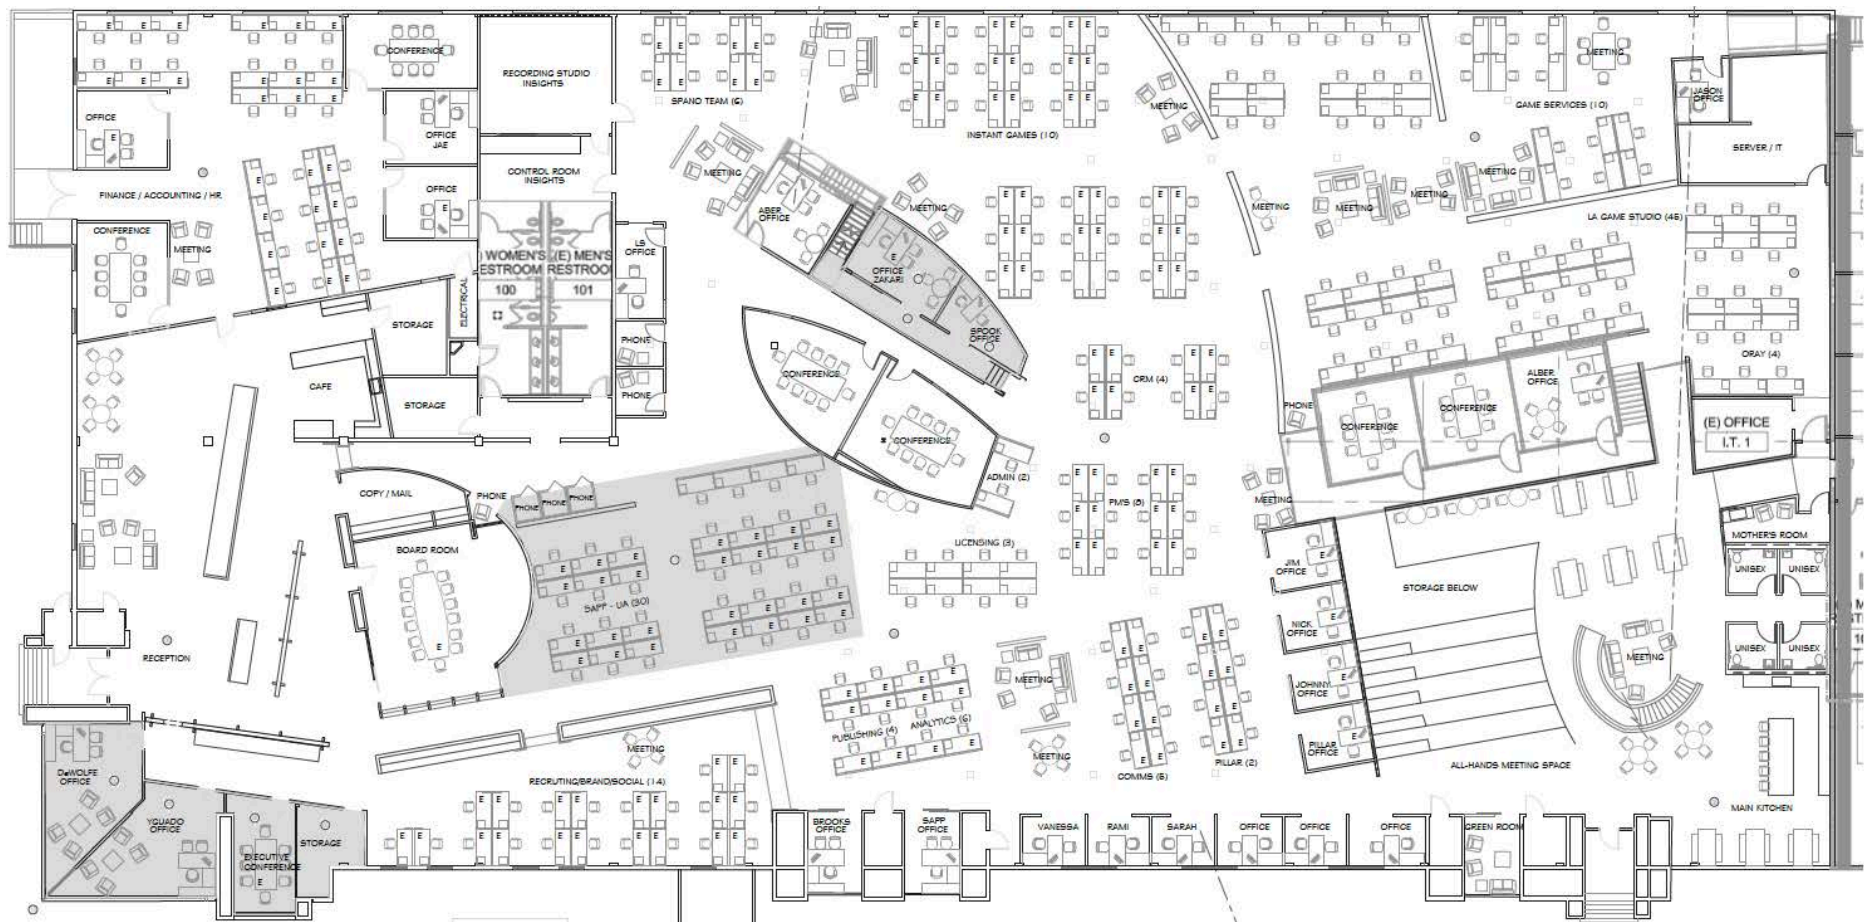 CONFERENCE
RECORDING STUDIO
INSIGHTS
SPANO TEAM (6)
INSTANT GAMES (10)
MEETING
MEETING
GAME SERVICES (10)
JASON
OFFICE
SERVER / IT
OFFICE
OFFICE
JAE
CONTROL ROOM
INSIGHTS
OFFICE
FINANCE / ACCOUNTING / HR
CONFERENCE
MEETING
MEETING
ABER
OFFICE
MEETING
MEETING
MEETING
MEETING
MEETING
LA GAME STUDIO (45)
WOMEN'S
(E) MEN'S
100
101
LS
OFFICE
ELECTRICAL
OFFICE
ZAKARI
SPOOK
OFFICE
STORAGE
PHONE
PHONE
CAFE
STORAGE
CONFERENCE
CONFERENCE
CRM (4)
ORAY (4)
ALBER
OFFICE
PHONE
CONFERENCE
CONFERENCE
(E) OFFICE
I.T. 1
ADMIN (2)
COPY / MAIL
PHONE
PHONE
PHONE
PHONE
MEETING
PM'S (8)
BOARD ROOM
LICENSING (3)
MOTHER'S ROOM
UNISEX
UNISEX
JIM
OFFICE
STORAGE BELOW
SAPP - UA (30)
NICK
OFFICE
UNISEX
UNISEX
RECEPTION
MEETING
MEETING
JOHNNY
OFFICE
PUBLISHING (4)
ANALYTICS (6)
MEETING
MEETING
PILLAR
OFFICE
PILLAR (2)
COMMS (5)
ALL-HANDS MEETING SPACE
DeWOLFE
OFFICE
RECRUTING/BRAND/SOCIAL (14)
MAIN KITCHEN
YGUADO
OFFICE
EXECUTIVE
CONFERENCE
STORAGE
BROOKS
OFFICE
SAPP
OFFICE
VANESSA
RAMI
SARAH
OFFICE
OFFICE
OFFICE
GREEN ROOM